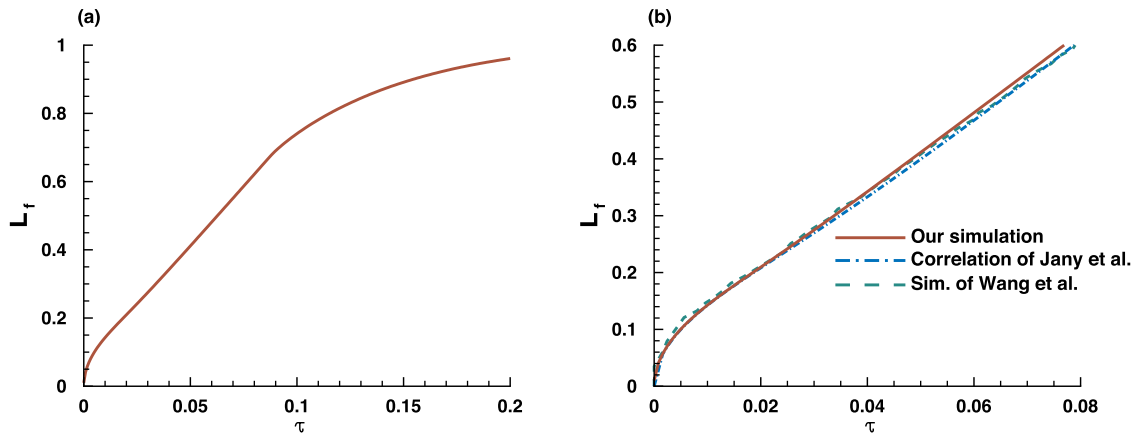 (a)
1
0.8
0.6
0.4
0.2
0
L_f
0
0.05
0.1
0.15
0.2
τ
(b)
0.6
0.5
0.4
0.3
0.2
0.1
0
L_f
Our simulation
Correlation of Jany et al.
Sim. of Wang et al.
0
0.02
0.04
0.06
0.08
τ